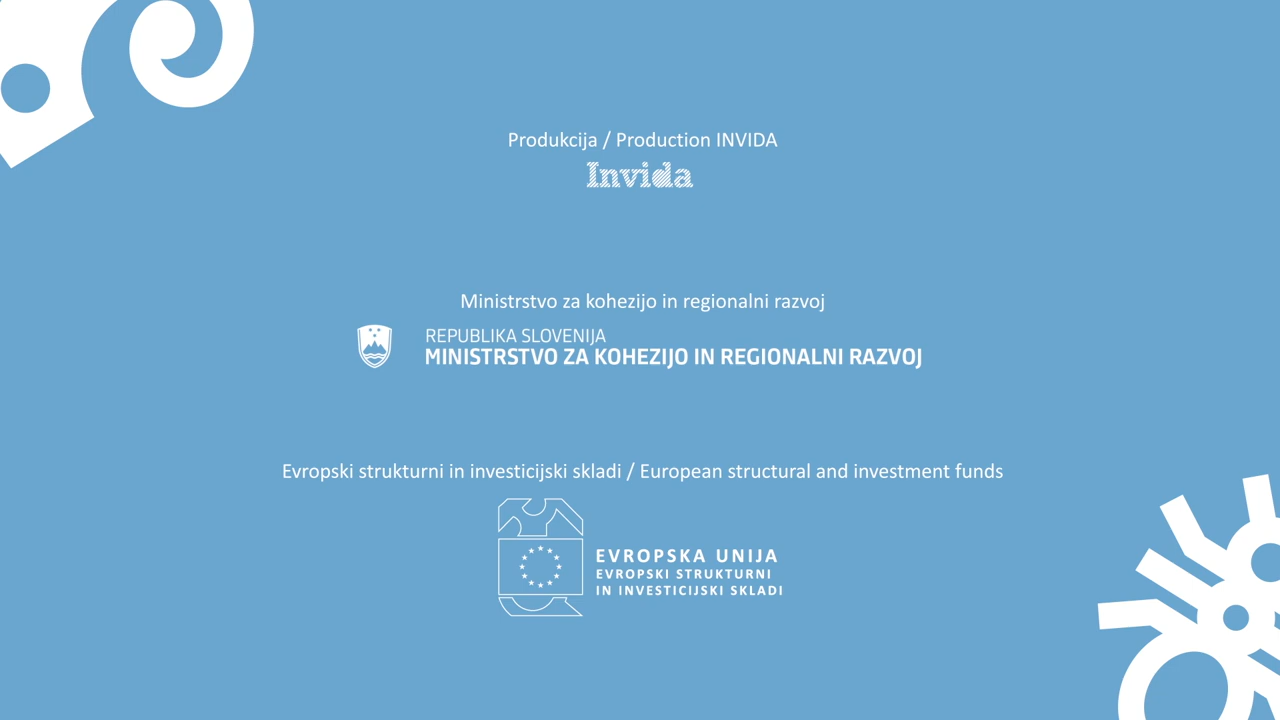 Produkcija / Production INVIDA
Invida
Ministrstvo za kohezijo in regionalni razvoj
REPUBLIKA SLOVENIJA
MINISTRSTVO ZA KOHEZIJO IN REGIONALNI RAZVOJ
Evropski strukturni in investicijski skladi / European structural and investment funds
EVROPSKA UNIJA
EVROPSKI STRUKTURNI
IN INVESTICIJSKI SKLADI